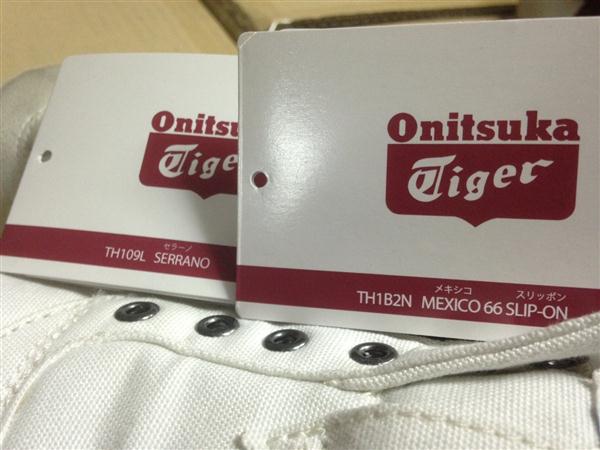 Onitsuka
Tiger
セラーノ
TH109L SERRANO
Onitsuka
Tiger
メキシコ スリッポン
TH1B2N MEXICO 66 SLIP-ON